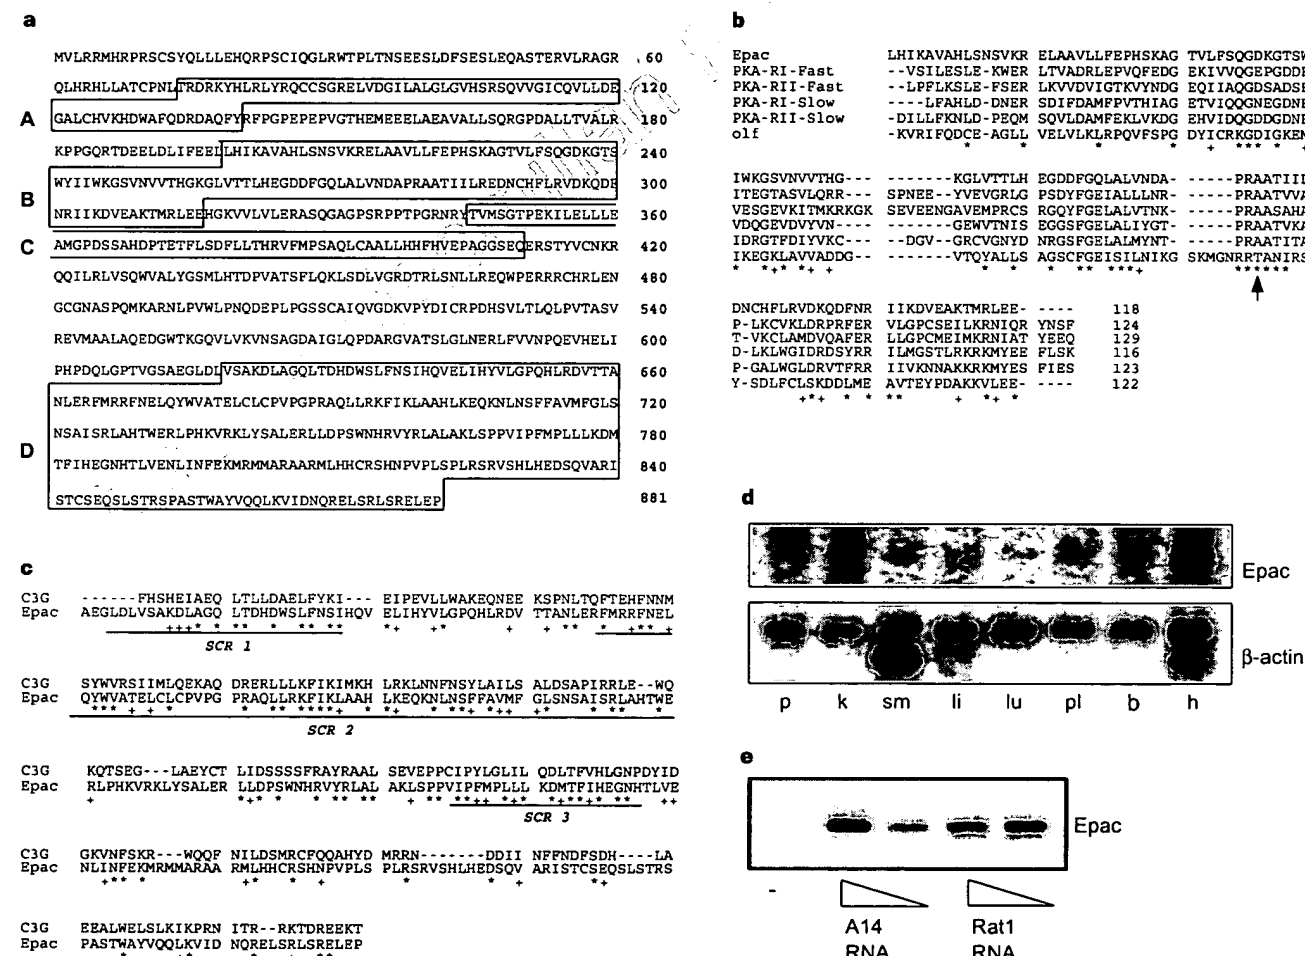 a
MVLRRMHRPRSCSYQLLLEHQRPSCIQGLRWTPLTNSEESLDFSESLEQASTERVLRAGR 60
QLHRHLLATCPNLTRDRKYHLRLYRQCCSGRELVDGILALGLGVHSRSQVVGICQVLLDE 120
A GALCHVKHDWAFQDRDAQFYRFPGPEPEPVGTHEMEEELAEAVALLSQRGPDALLTVALR 180
KPPGQRTDEELDLIFEELLHIKAVAHLSNSVKRELAAVLLFEPHSKAGTVLFSQGDKGTS 240
WYIIWKGSVNVVTHGKGLVTTLHEGDDFGQLALVNDAPRAATIILREDNCHFLRVDKQDE 300
B NRIIKDVEAKTMRLEEHGKVVLVLERASQGAGPSRPPTPGRNRYTVMSGTPEKILELLLE 360
C AMGPDSSAHDPTETFLSDFLLTHRVFMPSAQLCAALLHHFHVEPAGGSEQERSTYVCNKR 420
QQILRLVSQWVALYGSMLHTDPVATSFLQKLSDLVGRDTRLSNLLREQWPERRRCHRLEN 480
GCGNASPQMKARNLPVWLPNQDEPLPGSSCAIQVGDKVPYDICRPDHSVLTLQLPVTASV 540
REVMAALAQEDGWTKGQVLVKVNSAGDAIGLQPDARGVATSLGLNERLFVVNPQEVHELI 600
PHPDQLGPTVGSAEGLDLVSAKDLAGQLTDHDWSLFNSIHQVELIHYVLGPQHLRDVTTA 660
NLERFMRRFNELQYWVATELCLCPVPGPRAQLLRKFIKLAAHLKEQKNLNSFFAVMFGLS 720
NSAISRLAHTWERLPHKVRKLYSALERLLDPSWNHRVYRLALAKLSPPVIPFMPLLLKDM 780
D TFIHEGNHTLVENLINFEKMRMMARAARMLHHCRSHNPVPLSPLRSRVSHLHEDSQVARI 840
STCSEQSLSTRSPASTWAYVQQLKVIDNQRELSRLSRELEP 881
b
Epac LHIKAVAHLSNSVKR ELAAVLLFEPHSKAG TVLFSQGDKGTSW
PKA-RI-Fast --VSILESLE-KWER LTVADRLEPVQFEDG EKIVVQGEPGDD
PKA-RII-Fast --LPFLKSLE-FSER LKVVDVIGTKVYNDG EQIIAQGDSADS
PKA-RI-Slow ----LFAHLD-DNER SDIFDAMFPVTHIAG ETVIQQGNEGDN
PKA-RII-Slow --DILLFKNLD-PEQM SQVLDAMFEKLVKDG EHVIDQGDDGDN
olf --KVRIFQDCE-AGLL VELVLKLRPQVFSPG DYICRKGDIGKE
* * * * + *** * +
IWKGSVNVVTHG--- --------KGLVTTLH EGDDFGQLALVNDA- ----PRAATII
ITEGTASVLQRR--- SPNEE--YVEVGRLG PSDYFGEIALLNR-- ----PRAATVV
VESGEVKITMKRKGK SEVEENGAVEMPRCS RGQYFGELALVTNK- ----PRAASAH
VDQGEVDVYVN---- -------GEWVTNIS EGGSFGELALIYGT- ----PRAATVK
IDRGTFDIYVKC--- DGV--GRCVGNYD NRGSFGELALMYNT- ----PRAATIT
IKEGKLAVVADDG-- -------VTQYALLS AGSCFGEISILNIKG SKMGNRRTANIRS
* *+* + + * * *** ***+ ******
DNCHFLRVDKQDFNR IIKDVEAKTMRLEE- ---- 118
P-LKCVKLDRPRFER VLGPCSEILKRNIQR YNSF 124
T-VKCLAMDVQAFER LLGPCMEIMKRNIAT YEEQ 129
D-LKLWGIDRDSYRR ILMGSTLRKRKMYEE FLSK 116
P-GALWGLDRVTFRR IIVKNNAKKRKMYES FIES 123
Y-SDLFCLSKDDLME AVTEYPDAKKVLEE- ---- 122
+*+ * * ** + *+ *
c
C3G ------FHSHEIAEQ LTLLDAELFYKI--- EIPEVLLWAKEQNEE KSPNLTQFTEHFNNM
Epac AEGLDLVSAKDLAGQ LTDHDWSLFNSIHQV ELIHYVLGPQHLRDV TTANLERFMRRFNEL
+++* * ** * ** ** *+ *+ + * ** + ** +
SCR 1
C3G SYWVRSIIMLQEKAQ DRERLLLKFIKIMKH LRKLNNFNSYLAILS ALDSAPIRRLE--WQ
Epac QYWVATELCLCPVPG PRAQLLRKFIKLAAH LKEQKNLNSFFAVMF GLSNSAISRLAHTWE
*** + + * * ** ****+ * *+ * **+ *++ + * * ** *
SCR 2
C3G KQTSEG---LAEYCT LIDSSSSFRAYRAAL SEVEPPCIPYLGLIL QDLTFVHLGNPDYID
Epac RLPHKVRKLYSALER LLDPSWNHRVYRLAL AKLSPPVIPFMPLLL KDMTFIHEGNHTLVE
+ *+* * * ** ** + ** **++ *+* *+**+* ** ++
SCR 3
C3G GKVNFSKR---WQQF NILDSMRCFQQAHYD MRRN-------DDII NFFNDFSDH----LA
Epac NLINFEKMRMMARAA RMLHHCRSHNPVPLS PLRSRVSHLHEDSQV ARISTCSEQSLSTRS
+** * +* * + * * + *+
C3G EEALWELSLKIKPRN ITR--RKTDREEKT
Epac PASTWAYVQQLKVID NQRELSRLSRELEP
* +* * + **
d
Epac
β-actin
p k sm li lu pl b h
e
Epac
-
A14 Rat1
RNA RNA